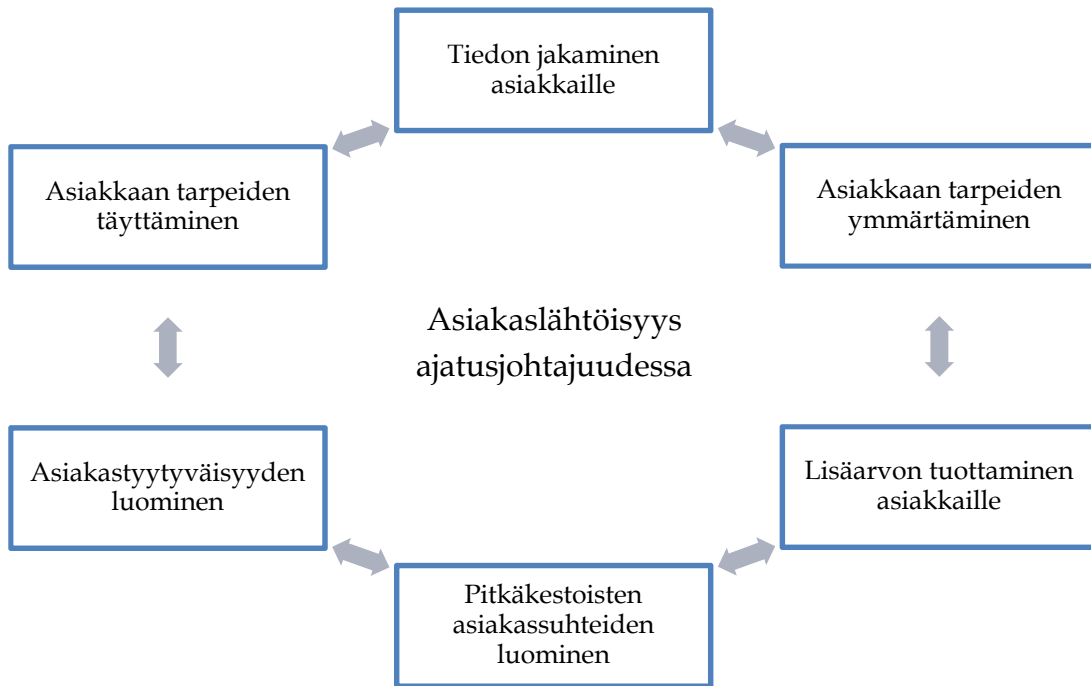 Tiedon jakaminen
asiakkaille
Asiakkaan tarpeiden
täyttäminen
Asiakkaan tarpeiden
ymmärtäminen
Asiakaslähtöisyys
ajatusjohtajuudessa
Asiakastyytyväisyyden
luominen
Lisäarvon tuottaminen
asiakkaille
Pitkäkestoisten
asiakassuhteiden
luominen